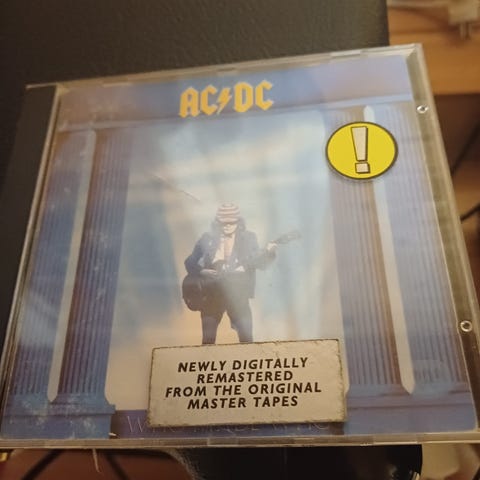 AC⚡DC
!
NEWLY DIGITALLY
REMASTERED
FROM THE ORIGINAL
MASTER TAPES